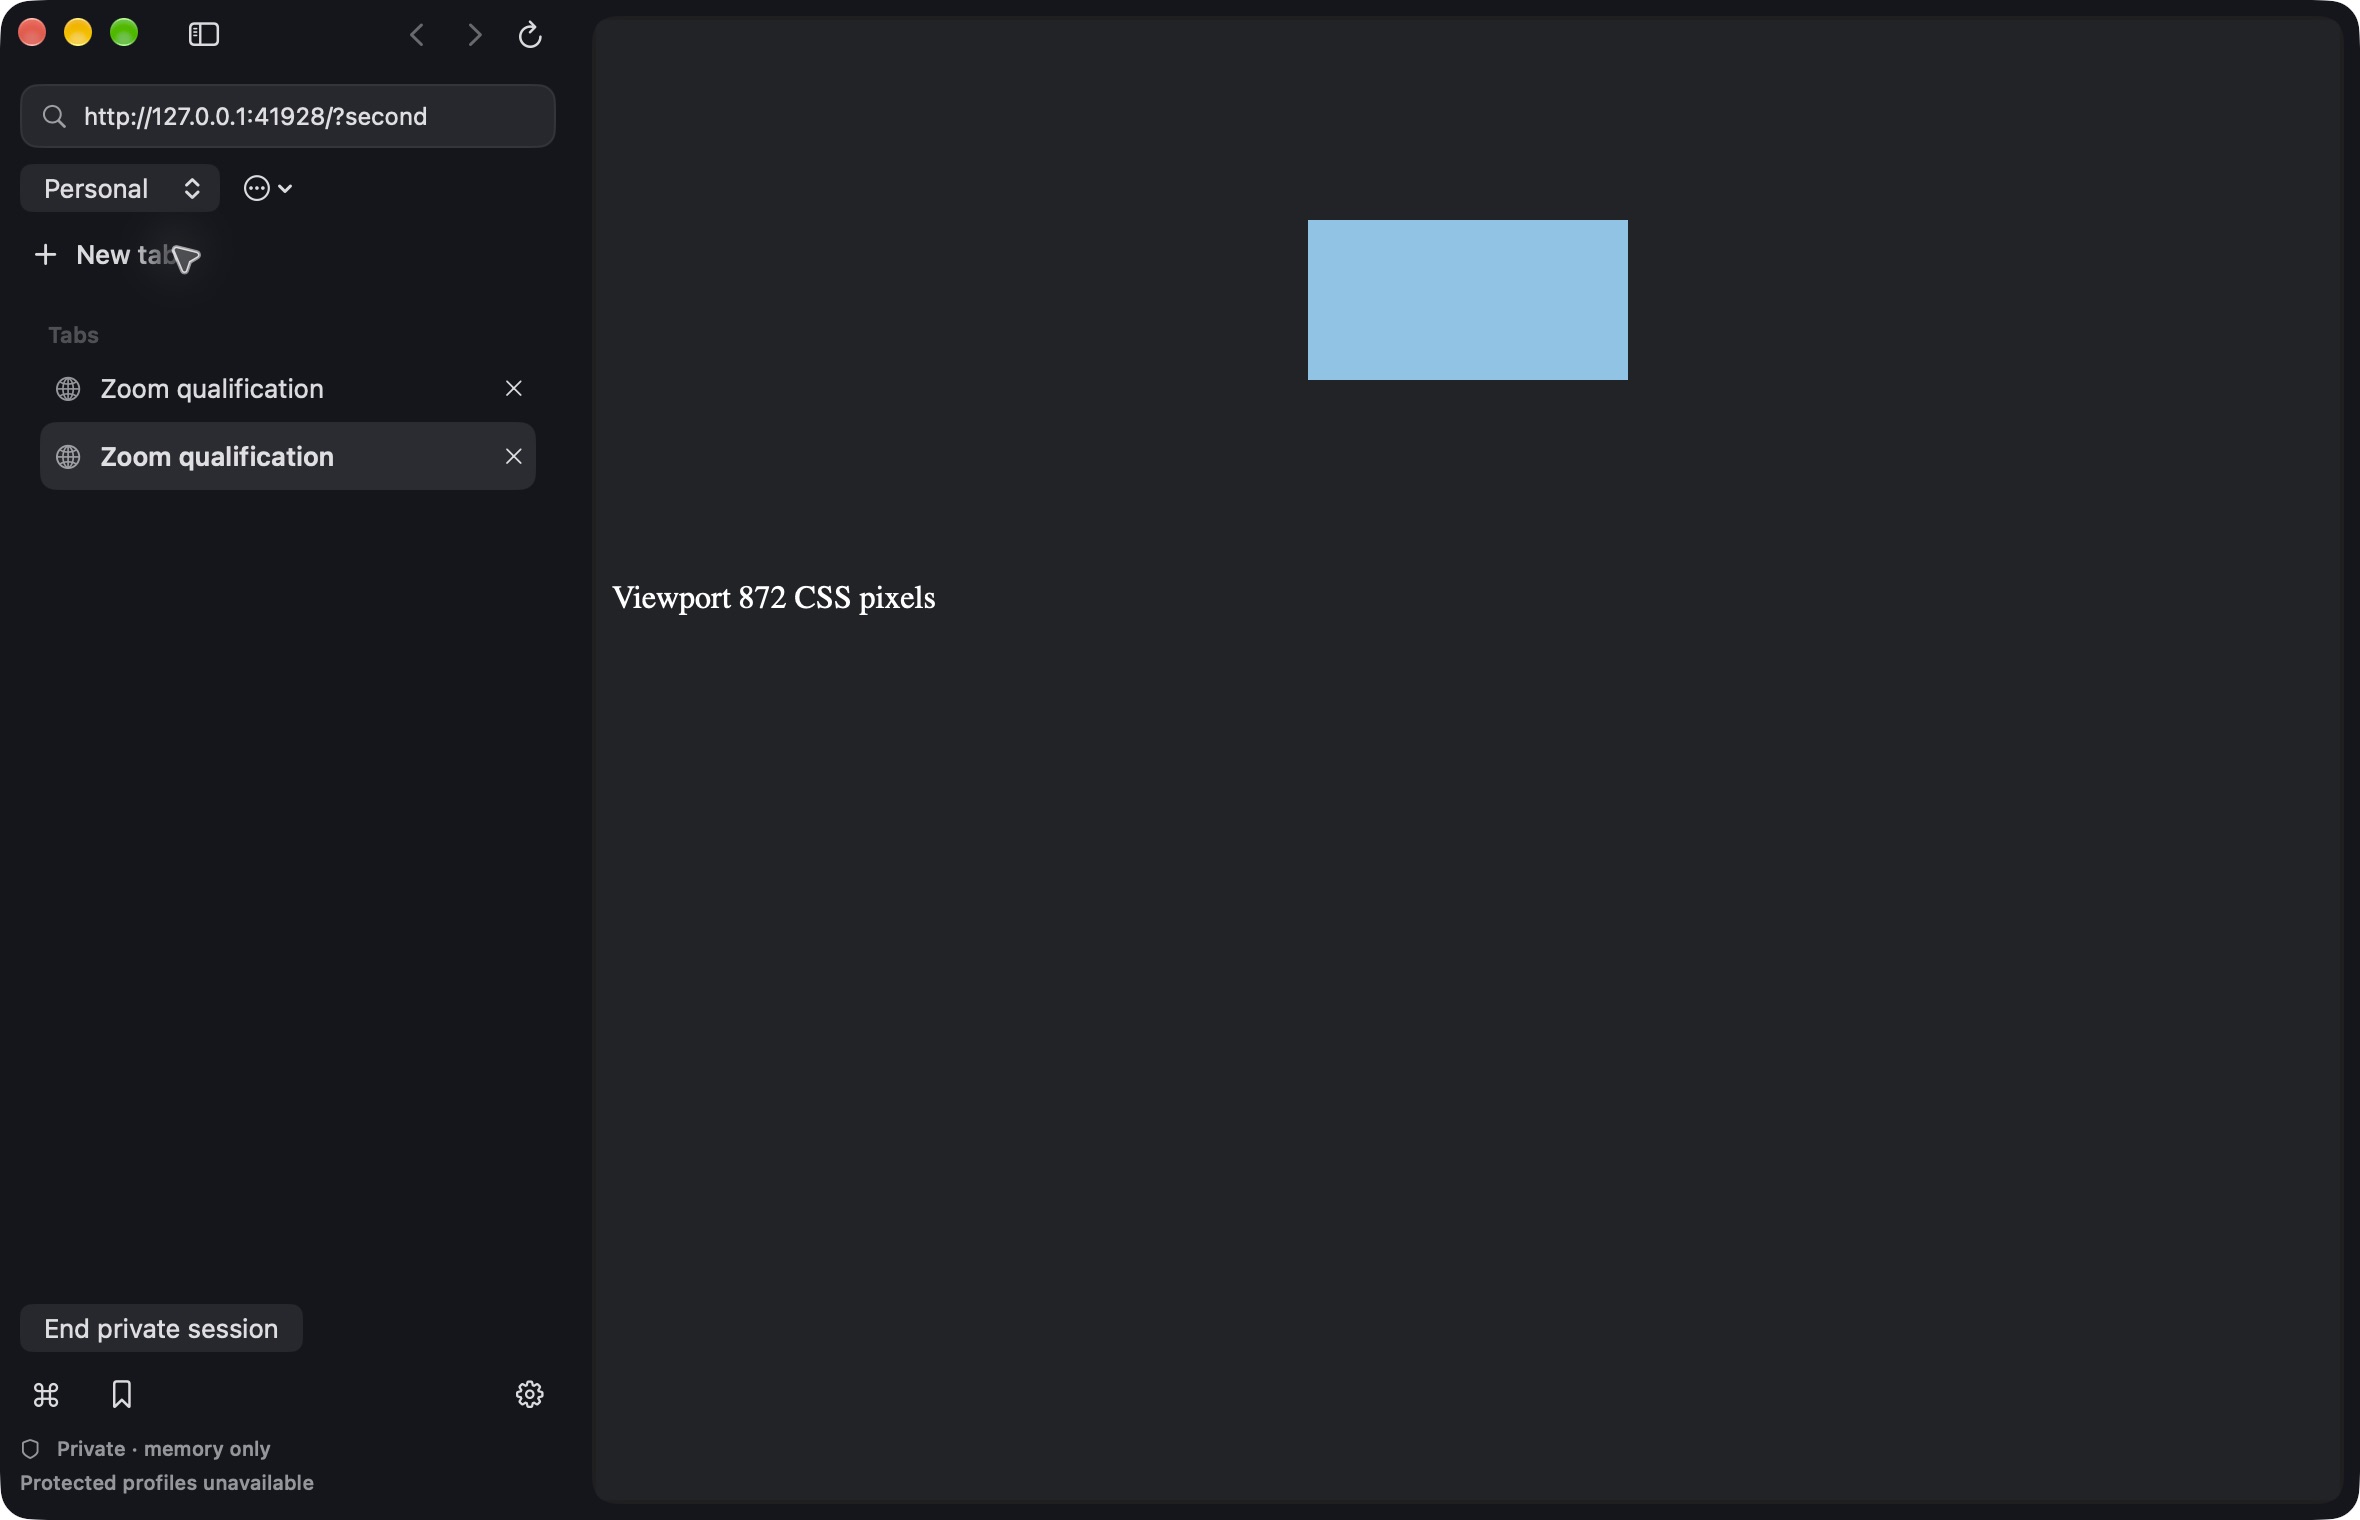 http://127.0.0.1:41928/?second
Personal
New tab
Tabs
Zoom qualification
Zoom qualification
Viewport 872 CSS pixels
End private session
Private · memory only
Protected profiles unavailable